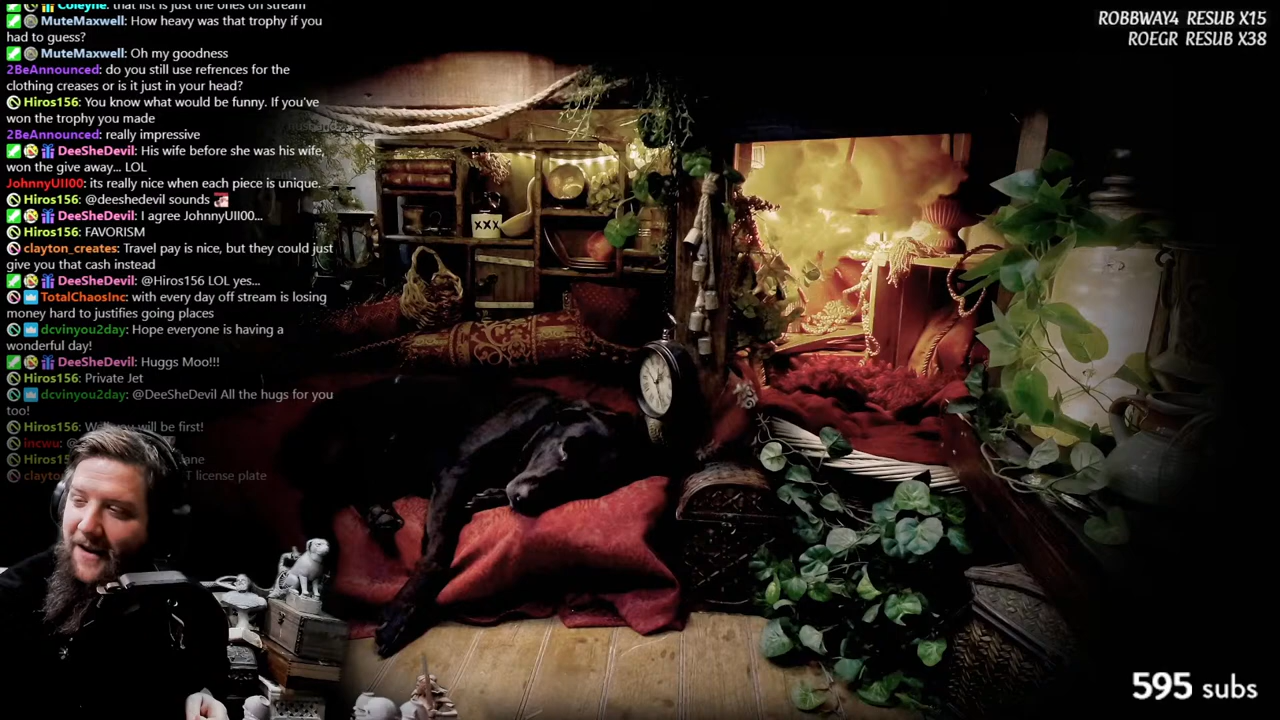 Coleyne: that list is just the ones on stream
MuteMaxwell: How heavy was that trophy if you
had to guess?
MuteMaxwell: Oh my goodness
2BeAnnounced: do you still use refrences for the
clothing creases or is it just in your head?
Hiros156: You know what would be funny. If you've
won the trophy you made
2BeAnnounced: really impressive
DeeSheDevil: His wife before she was his wife,
won the give away... LOL
JohnnyUII00: its really nice when each piece is unique.
Hiros156: @deeshedevil sounds
DeeSheDevil: I agree JohnnyUII00...
Hiros156: FAVORISM
clayton_creates: Travel pay is nice, but they could just
give you that cash instead
DeeSheDevil: @Hiros156 LOL yes...
TotalChaosInc: with every day off stream is losing
money hard to justifies going places
dcvinyou2day: Hope everyone is having a
wonderful day!
DeeSheDevil: Huggs Moo!!!
Hiros156: Private Jet
dcvinyou2day: @DeeSheDevil All the hugs for you
too!
Hiros156: will be first!
incwu:
license plate
ROBBWAY4 RESUB X15
ROEGR RESUB X38
XXX
595 subs